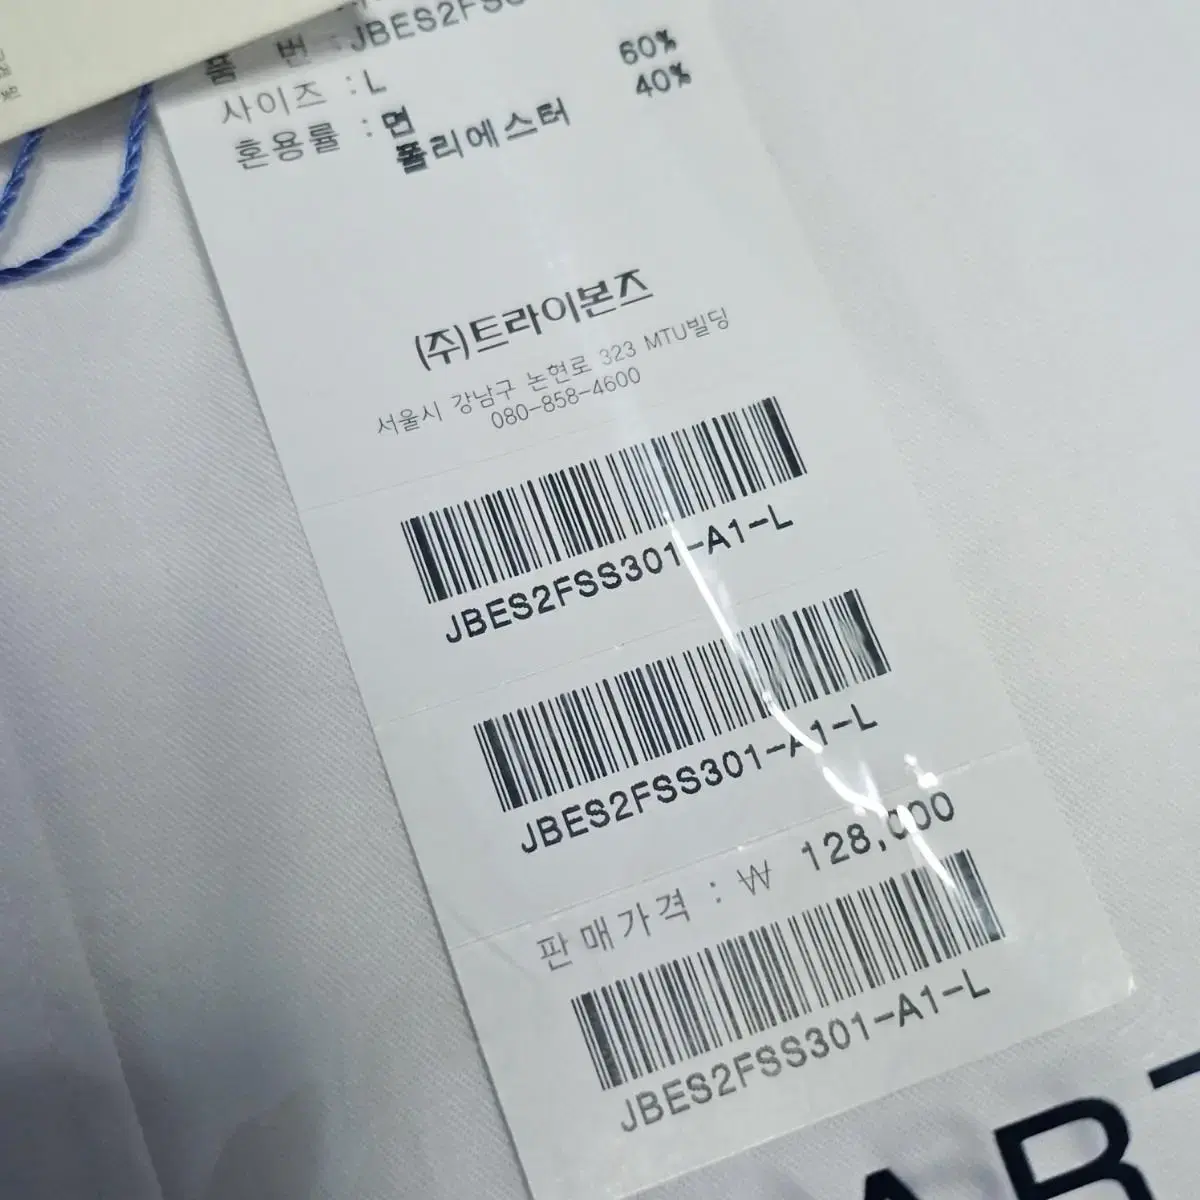 품 번 : JBES2FSS
사이즈 : L
혼용률 : 면 60%
폴리에스터 40%
(주)트라이본즈
서울시 강남구 논현로 323 MTU빌딩
080-858-4600
JBES2FSS301-A1-L
JBES2FSS301-A1-L
판매가격 : ₩ 128,000
JBES2FSS301-A1-L